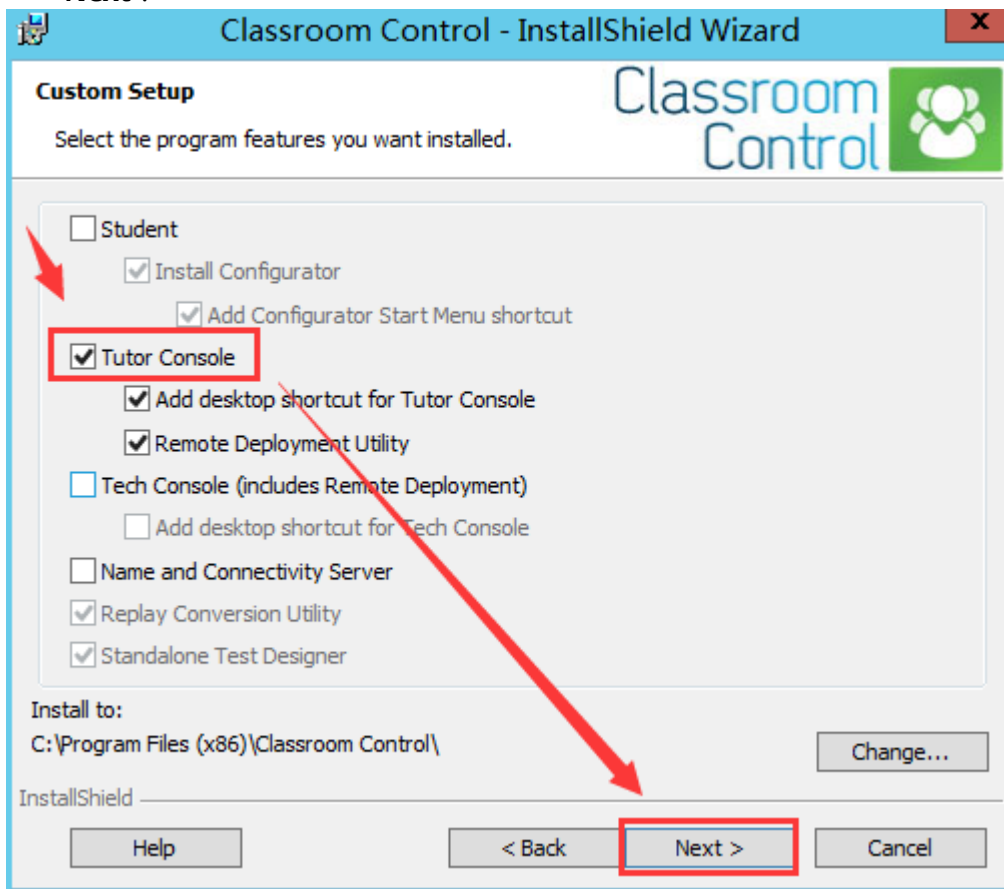 Classroom Control - InstallShield Wizard
x
Custom Setup
Select the program features you want installed.
Classroom
Control
Student
Install Configurator
Add Configurator Start Menu shortcut
Tutor Console
Add desktop shortcut for Tutor Console
Remote Deployment Utility
Tech Console (includes Remote Deployment)
Add desktop shortcut for Tech Console
Name and Connectivity Server
Replay Conversion Utility
Standalone Test Designer
Install to:
C:\Program Files (x86)\Classroom Control\
Change...
InstallShield
Help
< Back
Next >
Cancel